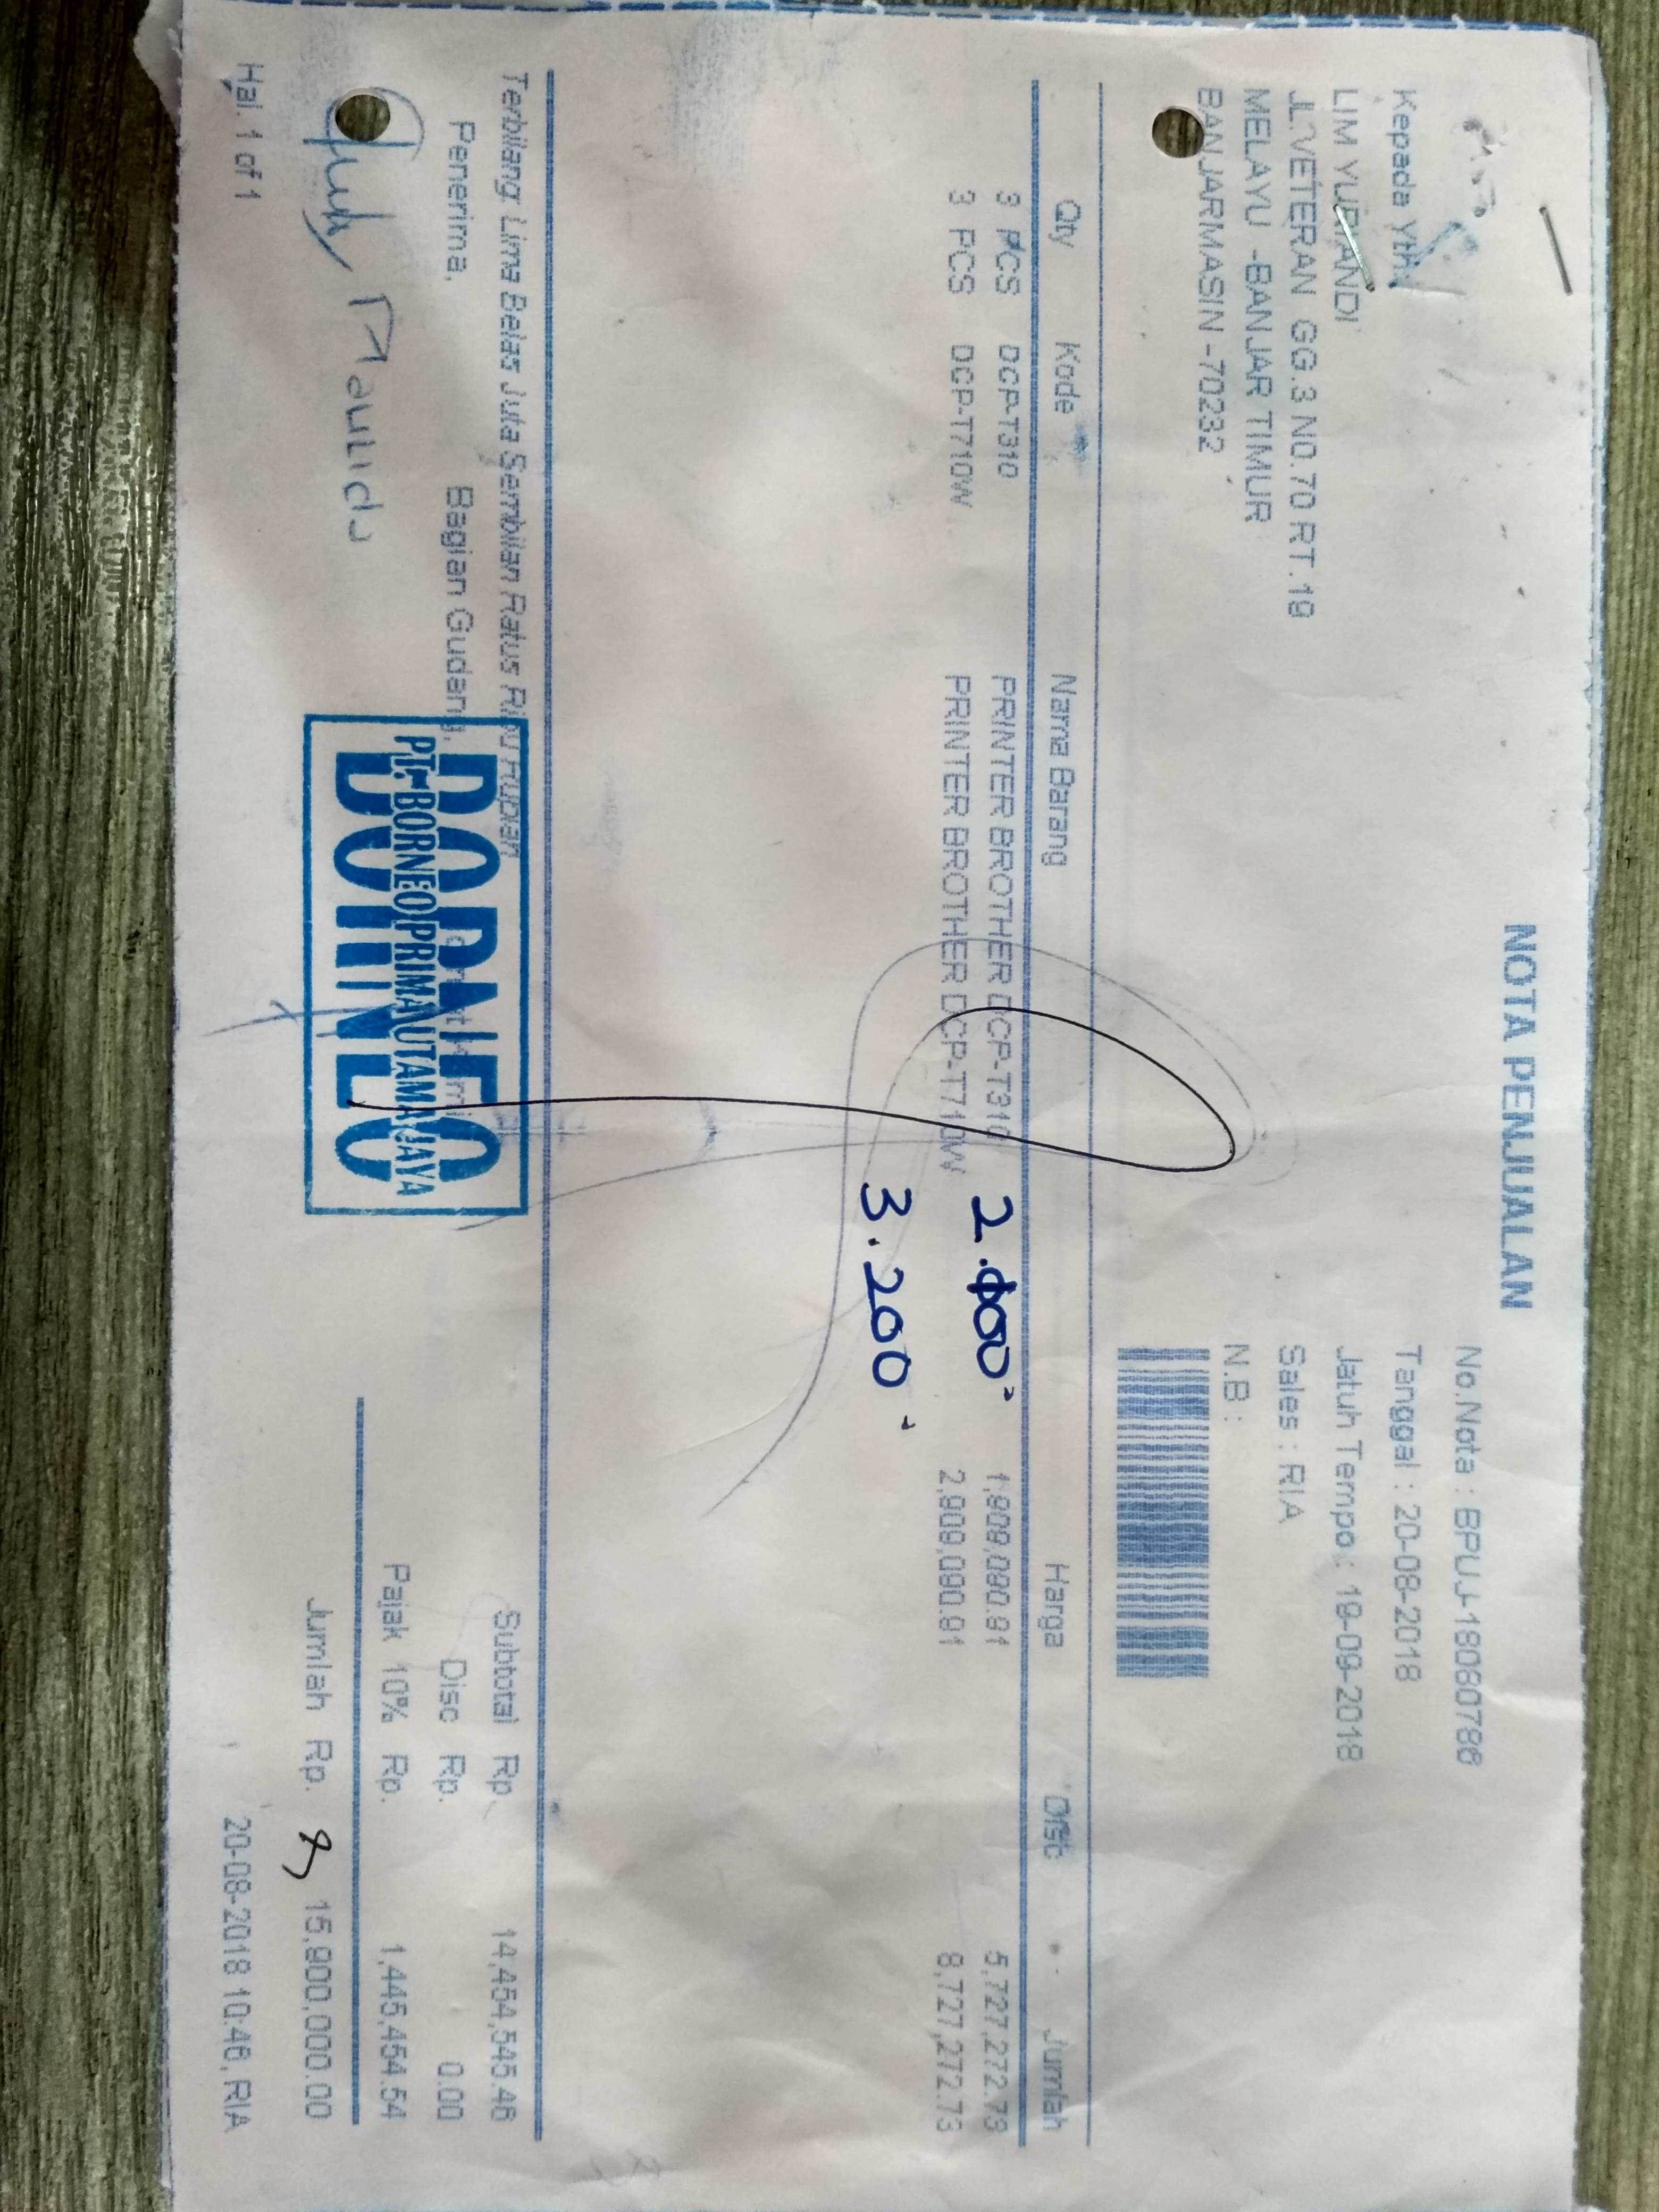 NOTA PENJUALAN
Kepada Yth,
LIM YUPIANDI
JL.VETERAN GG.3 NO.70 RT.19
MELAYU -BANJAR TIMUR
BANJARMASIN -70232
No.Nota : BPUJ-18080786
Tanggal : 20-08-2018
Jatuh Tempo : 19-09-2018
Sales : RIA
N.B :
Qty Kode Nama Barang Harga Disc Jumlah
3 PCS DCP-T310 PRINTER BROTHER DCP-T310 1,909,090.91 5,727,272.73
3 PCS DCP-T710W PRINTER BROTHER DCP-T710W 2,909,090.91 8,727,272.73
3.200
Terbilang Lima Belas Juta Sembilan Ratus Ribu Rupiah
Penerima, Bagian Gudang,
BORNEO
PT. BORNEO PRIMA UTAMA JAYA
Maulida
Subtotal Rp. 14,454,545.46
Disc Rp. 0.00
Pajak 10% Rp. 1,445,454.54
Jumlah Rp. 15,900,000.00
Hal. 1 of 1
20-08-2018 10:46, RIA